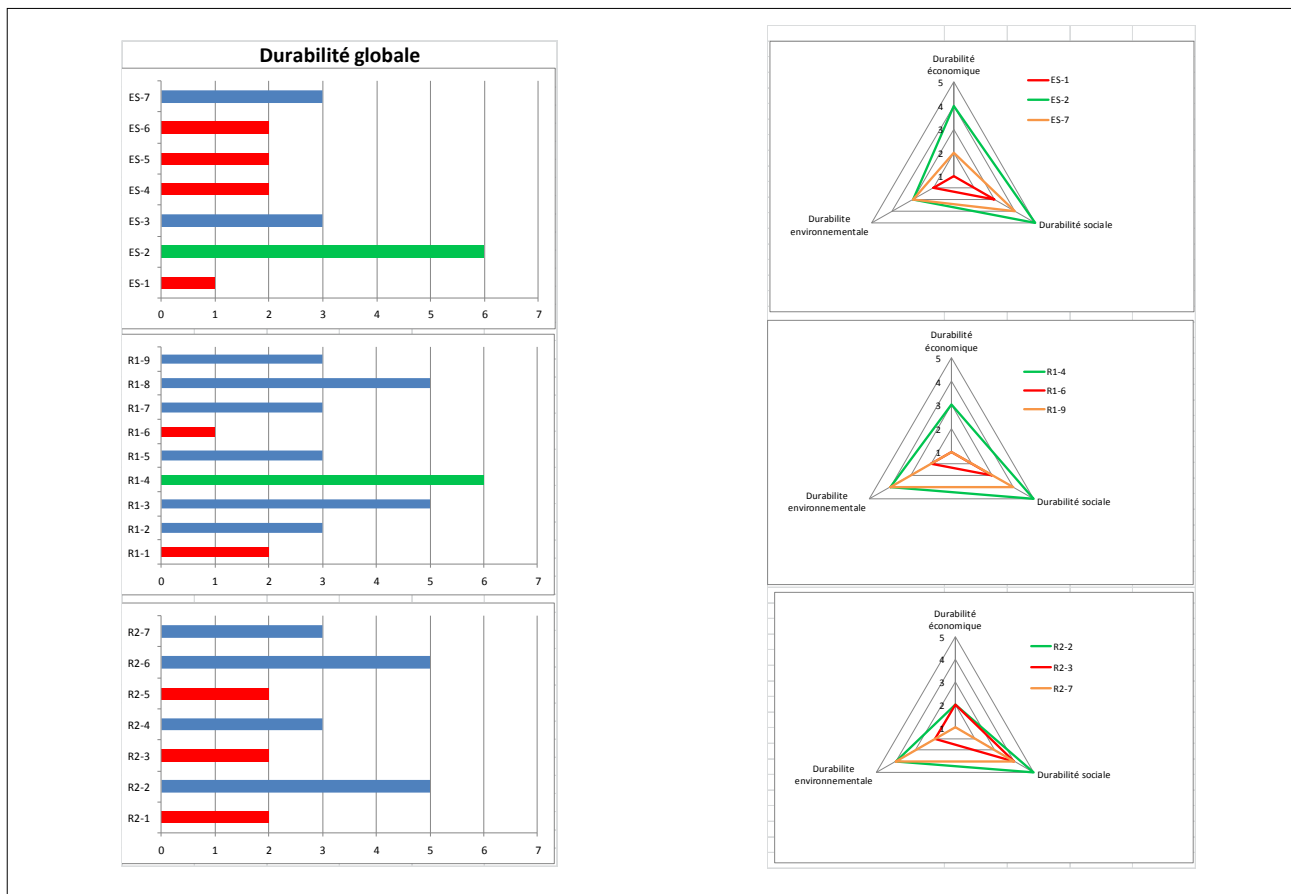 Durabilité globale
ES-7
ES-6
ES-5
ES-4
ES-3
ES-2
ES-1
0 1 2 3 4 5 6 7
R1-9
R1-8
R1-7
R1-6
R1-5
R1-4
R1-3
R1-2
R1-1
0 1 2 3 4 5 6 7
R2-7
R2-6
R2-5
R2-4
R2-3
R2-2
R2-1
0 1 2 3 4 5 6 7
Durabilité
économique
5
4
3
2
1
ES-1
ES-2
ES-7
Durabilite
environnementale
Durabilité sociale
Durabilité
économique
5
4
3
2
1
R1-4
R1-6
R1-9
Durabilite
environnementale
Durabilité sociale
Durabilité
économique
5
4
3
2
1
R2-2
R2-3
R2-7
Durabilite
environnementale
Durabilité sociale